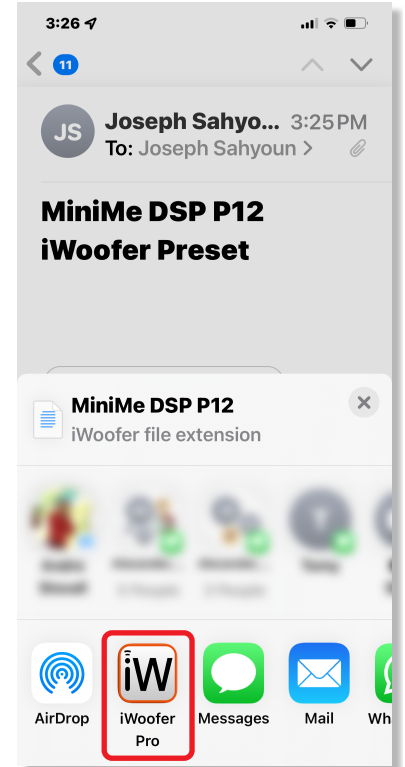 3:26
11
JS
Joseph Sahyo... 3:25 PM
To: Joseph Sahyoun >
MiniMe DSP P12
iWoofer Preset
MiniMe DSP P12
iWoofer file extension
iW
AirDrop
iWoofer
Pro
Messages
Mail
Wh